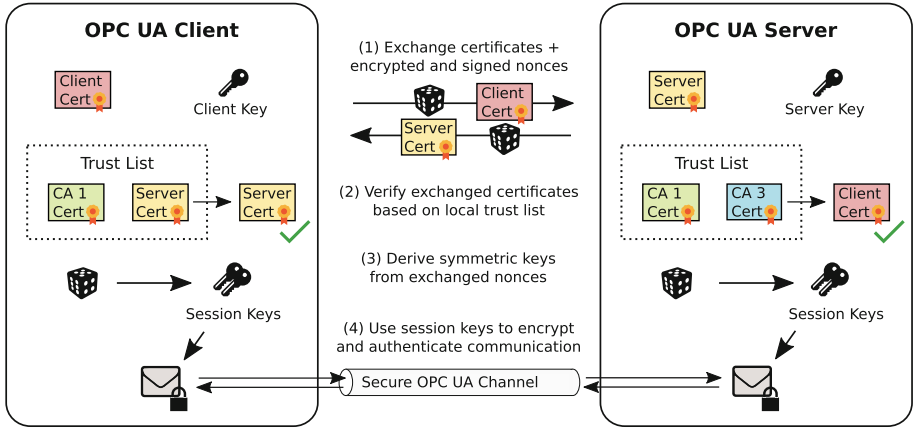 OPC UA Client
Client
Cert
Client Key
Trust List
CA 1
Cert
Server
Cert
Server
Cert
Session Keys
(1) Exchange certificates +
encrypted and signed nonces
Client
Cert
Server
Cert
(2) Verify exchanged certificates
based on local trust list
(3) Derive symmetric keys
from exchanged nonces
(4) Use session keys to encrypt
and authenticate communication
Secure OPC UA Channel
OPC UA Server
Server
Cert
Server Key
Trust List
CA 1
Cert
CA 3
Cert
Client
Cert
Session Keys